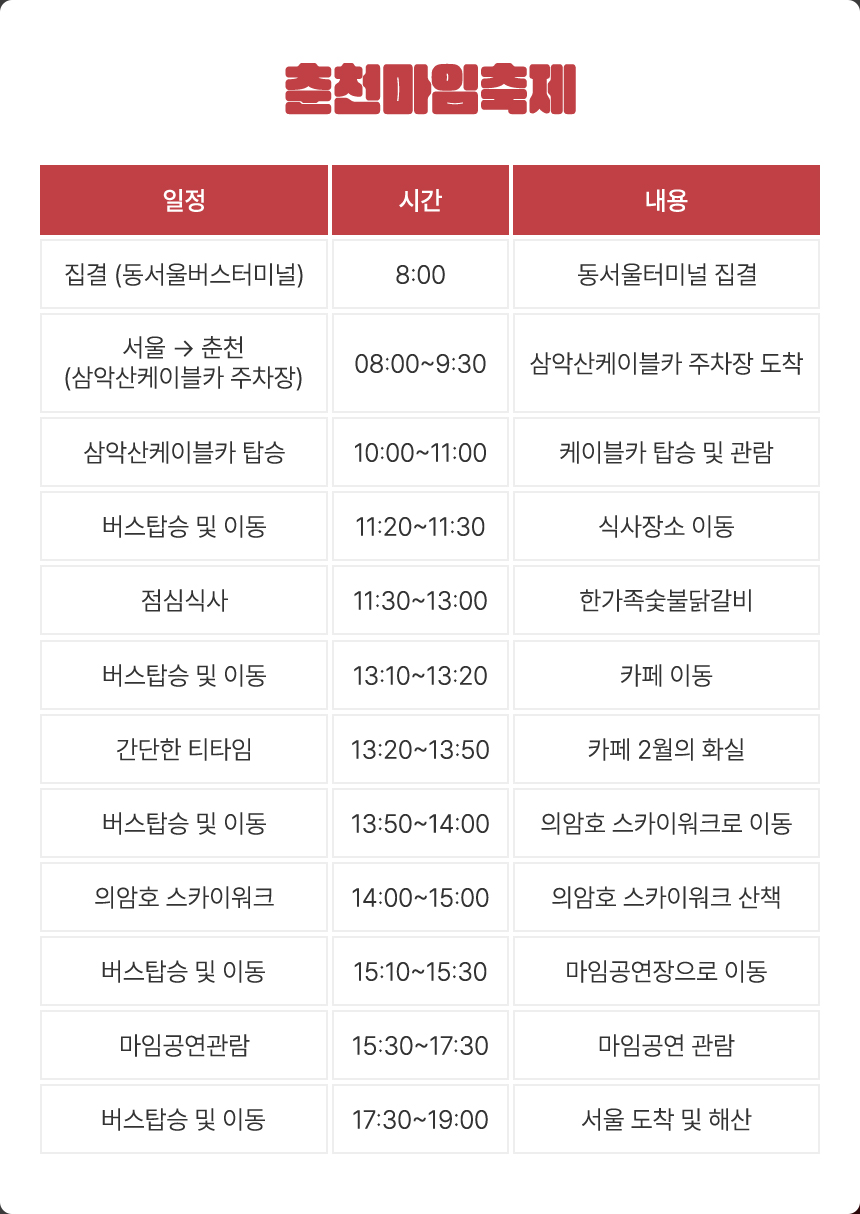 춘천마임축제
일정 시간 내용
집결 (동서울버스터미널) 8:00 동서울터미널 집결
서울 → 춘천
(삼악산케이블카 주차장) 08:00~9:30 삼악산케이블카 주차장 도착
삼악산케이블카 탑승 10:00~11:00 케이블카 탑승 및 관람
버스탑승 및 이동 11:20~11:30 식사장소 이동
점심식사 11:30~13:00 한가족숯불닭갈비
버스탑승 및 이동 13:10~13:20 카페 이동
간단한 티타임 13:20~13:50 카페 2월의 화실
버스탑승 및 이동 13:50~14:00 의암호 스카이워크로 이동
의암호 스카이워크 14:00~15:00 의암호 스카이워크 산책
버스탑승 및 이동 15:10~15:30 마임공연장으로 이동
마임공연관람 15:30~17:30 마임공연 관람
버스탑승 및 이동 17:30~19:00 서울 도착 및 해산